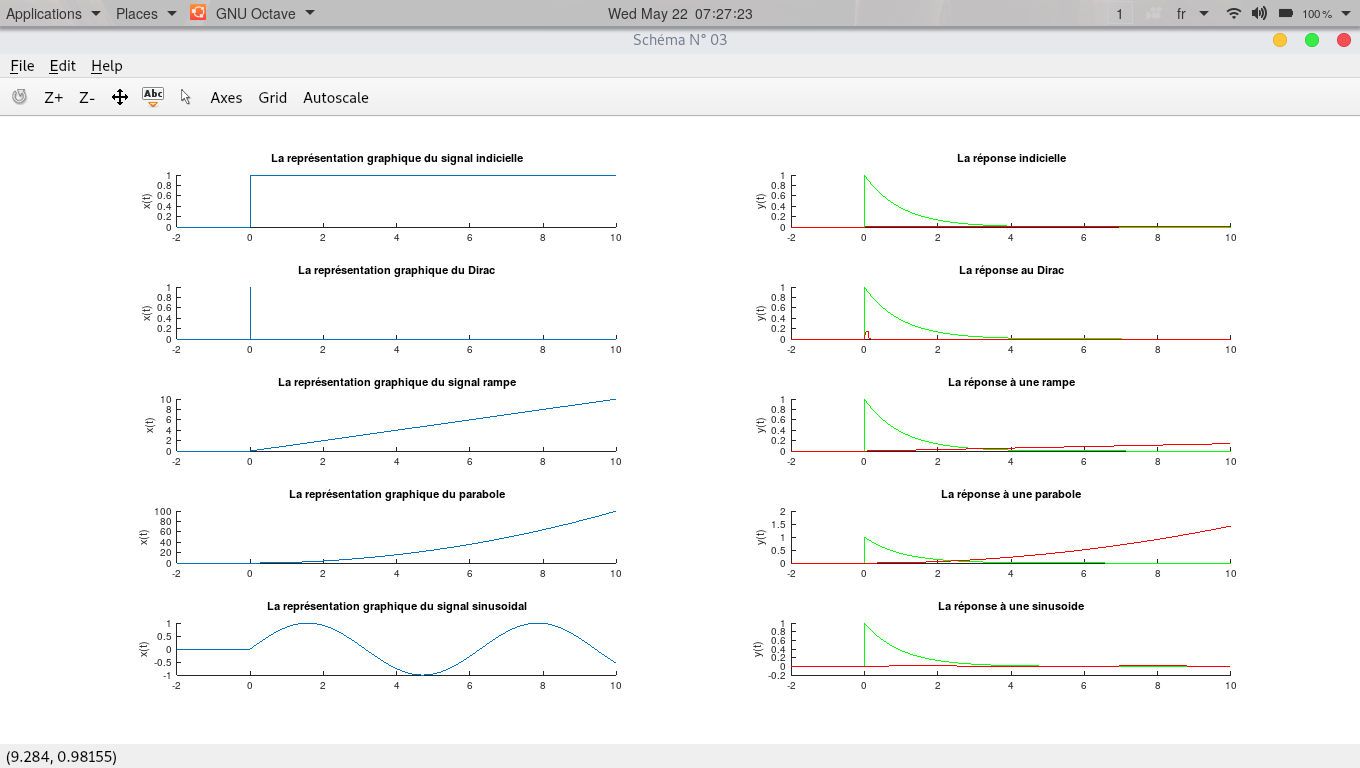 Applications Places GNU Octave Wed May 22 07:27:23 1 fr 100 %
Schéma N° 03
File Edit Help
Z+ Z- Abc Axes Grid Autoscale
La représentation graphique du signal indicielle
x(t)
1
0.8
0.6
0.4
0.2
0
-2 0 2 4 6 8 10
La réponse indicielle
y(t)
1
0.8
0.6
0.4
0.2
0
-2 0 2 4 6 8 10
La représentation graphique du Dirac
x(t)
1
0.8
0.6
0.4
0.2
0
-2 0 2 4 6 8 10
La réponse au Dirac
y(t)
1
0.8
0.6
0.4
0.2
0
-2 0 2 4 6 8 10
La représentation graphique du signal rampe
x(t)
10
8
6
4
2
0
-2 0 2 4 6 8 10
La réponse à une rampe
y(t)
1
0.8
0.6
0.4
0.2
0
-2 0 2 4 6 8 10
La représentation graphique du parabole
x(t)
100
80
60
40
20
0
-2 0 2 4 6 8 10
La réponse à une parabole
y(t)
2
1.5
1
0.5
0
-2 0 2 4 6 8 10
La représentation graphique du signal sinusoidal
x(t)
1
0.5
0
-0.5
-1
-2 0 2 4 6 8 10
La réponse à une sinusoide
y(t)
1
0.8
0.6
0.4
0.2
0
-0.2
-2 0 2 4 6 8 10
(9.284, 0.98155)